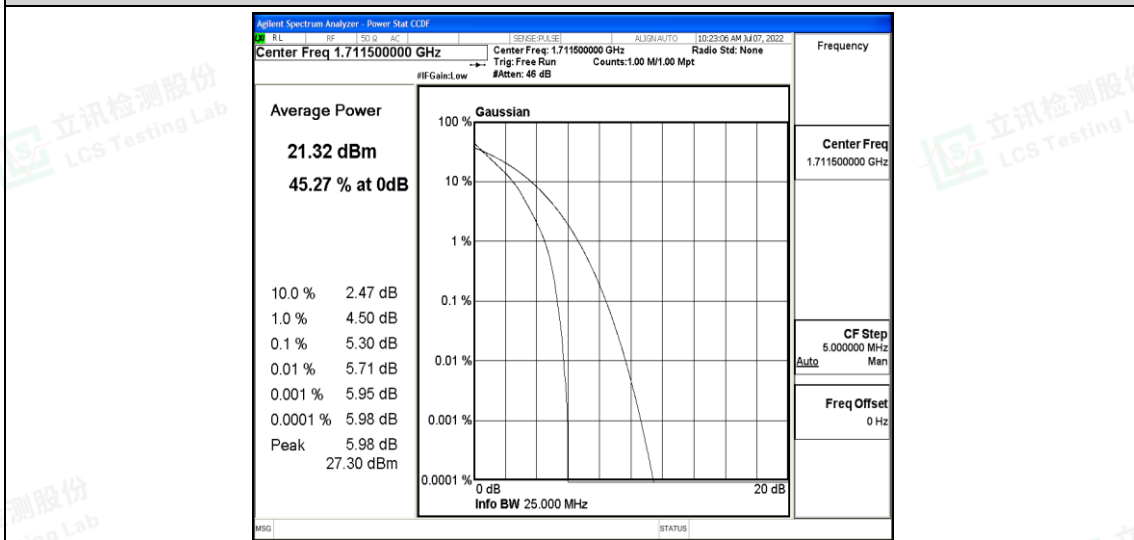 Agilent Spectrum Analyzer - Power Stat CCDF
RL RF 50 Ω AC SENSE:PULSE ALIGN AUTO 10:23:06 AM Jul 07, 2022
Center Freq 1.711500000 GHz
Center Freq: 1.711500000 GHz Radio Std: None
Trig: Free Run Counts:1.00 M/1.00 Mpt
#IFGain:Low #Atten: 46 dB
Frequency
Average Power
21.32 dBm
45.27 % at 0dB
10.0 % 2.47 dB
1.0 % 4.50 dB
0.1 % 5.30 dB
0.01 % 5.71 dB
0.001 % 5.95 dB
0.0001 % 5.98 dB
Peak 5.98 dB
27.30 dBm
Gaussian
100 %
10 %
1 %
0.1 %
0.01 %
0.001 %
0.0001 %
0 dB 20 dB
Info BW 25.000 MHz
Center Freq
1.711500000 GHz
CF Step
5.000000 MHz
Auto Man
Freq Offset
0 Hz
MSG STATUS
立讯检测股份
LCS Testing Lab
立讯检测股份
LCS Testing L
测股份
ing Lab